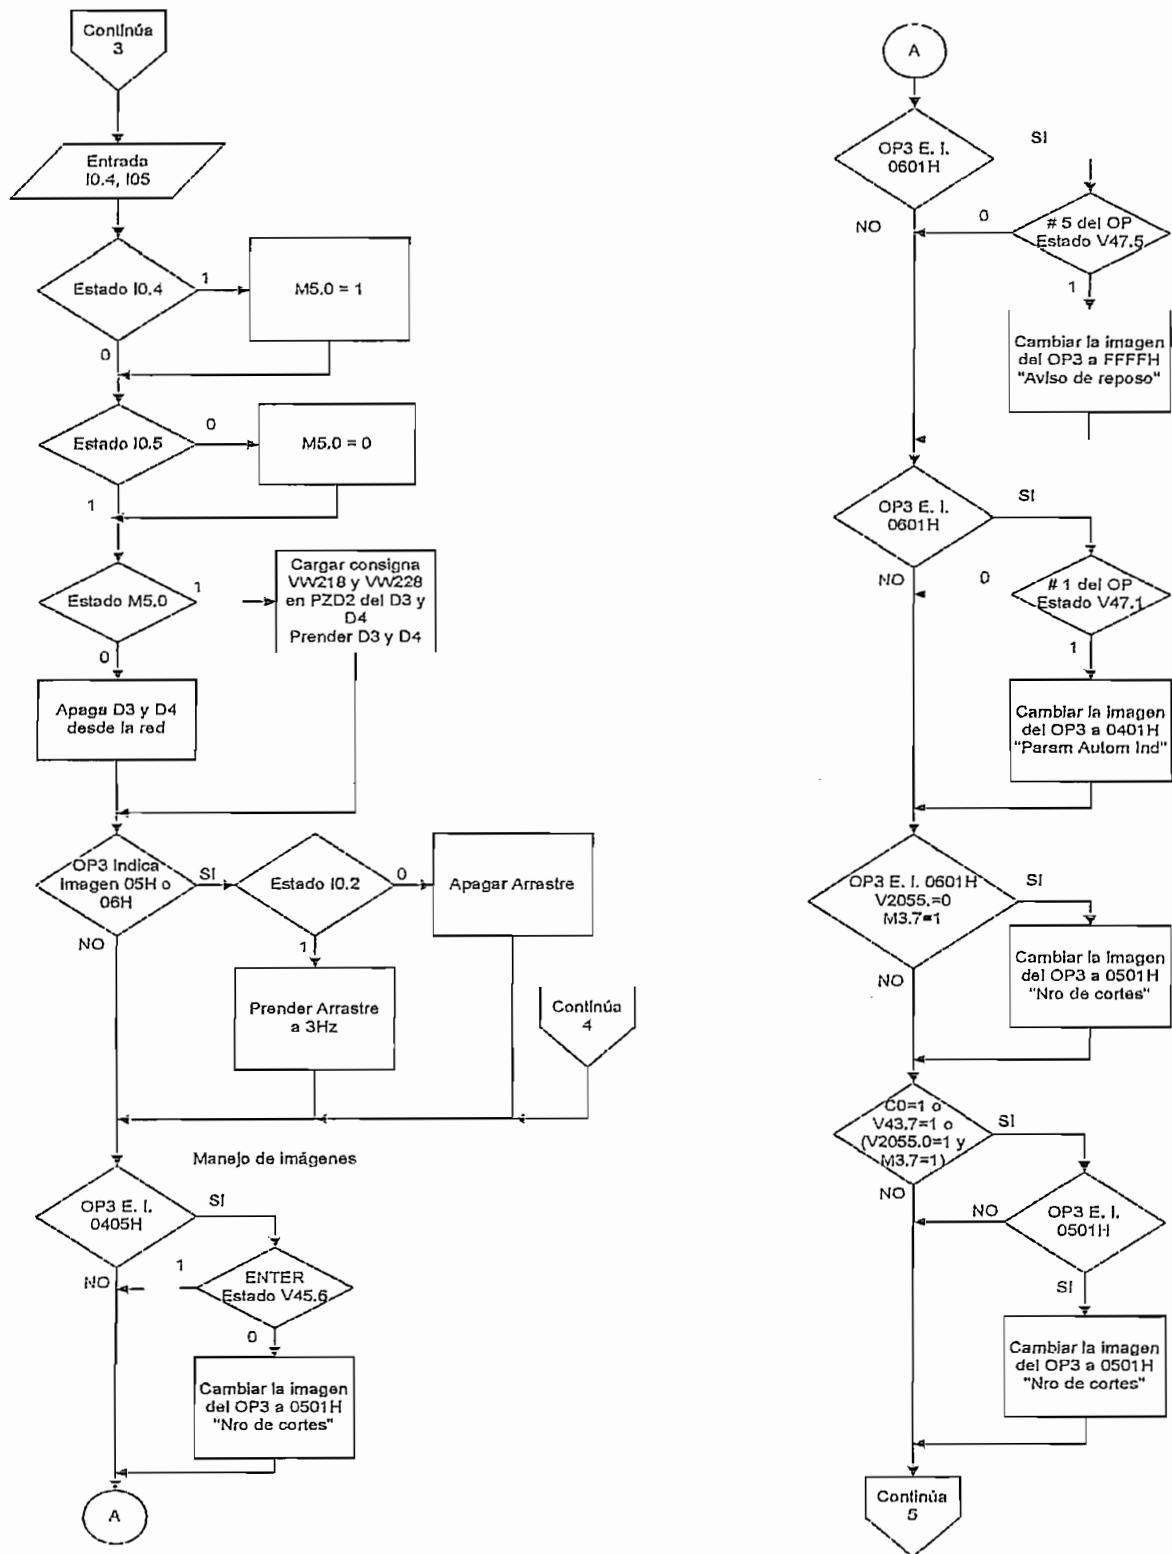 Continúa
3
Entrada
I0.4, I05
Estado I0.4
1
M5.0 = 1
0
Estado I0.5
0
M5.0 = 0
1
Estado M5.0
1
Cargar consigna
VW218 y VW228
en PZD2 del D3 y
D4
Prender D3 y D4
0
Apaga D3 y D4
desde la red
OP3 Indica
Imagen 05H o
06H
SI
Estado I0.2
0
Apagar Arrastre
NO
1
Prender Arrastre
a 3Hz
Continúa
4
Manejo de imágenes
OP3 E. I.
0405H
SI
NO
1
ENTER
Estado V45.6
0
Cambiar la imagen
del OP3 a 0501H
"Nro de cortes"
A
A
OP3 E. I.
0601H
SI
NO
0
# 5 del OP
Estado V47.5
1
Cambiar la imagen
del OP3 a FFFFH
"Aviso de reposo"
OP3 E. I.
0601H
SI
NO
0
# 1 del OP
Estado V47.1
1
Cambiar la imagen
del OP3 a 0401H
"Param Autom Ind"
OP3 E. I. 0601H
V2055.=0
M3.7=1
SI
NO
Cambiar la imagen
del OP3 a 0501H
"Nro de cortes"
C0=1 o
V43.7=1 o
(V2055.0=1 y
M3.7=1)
SI
NO
NO
OP3 E. I.
0501H
SI
Cambiar la imagen
del OP3 a 0501H
"Nro de cortes"
Continúa
5